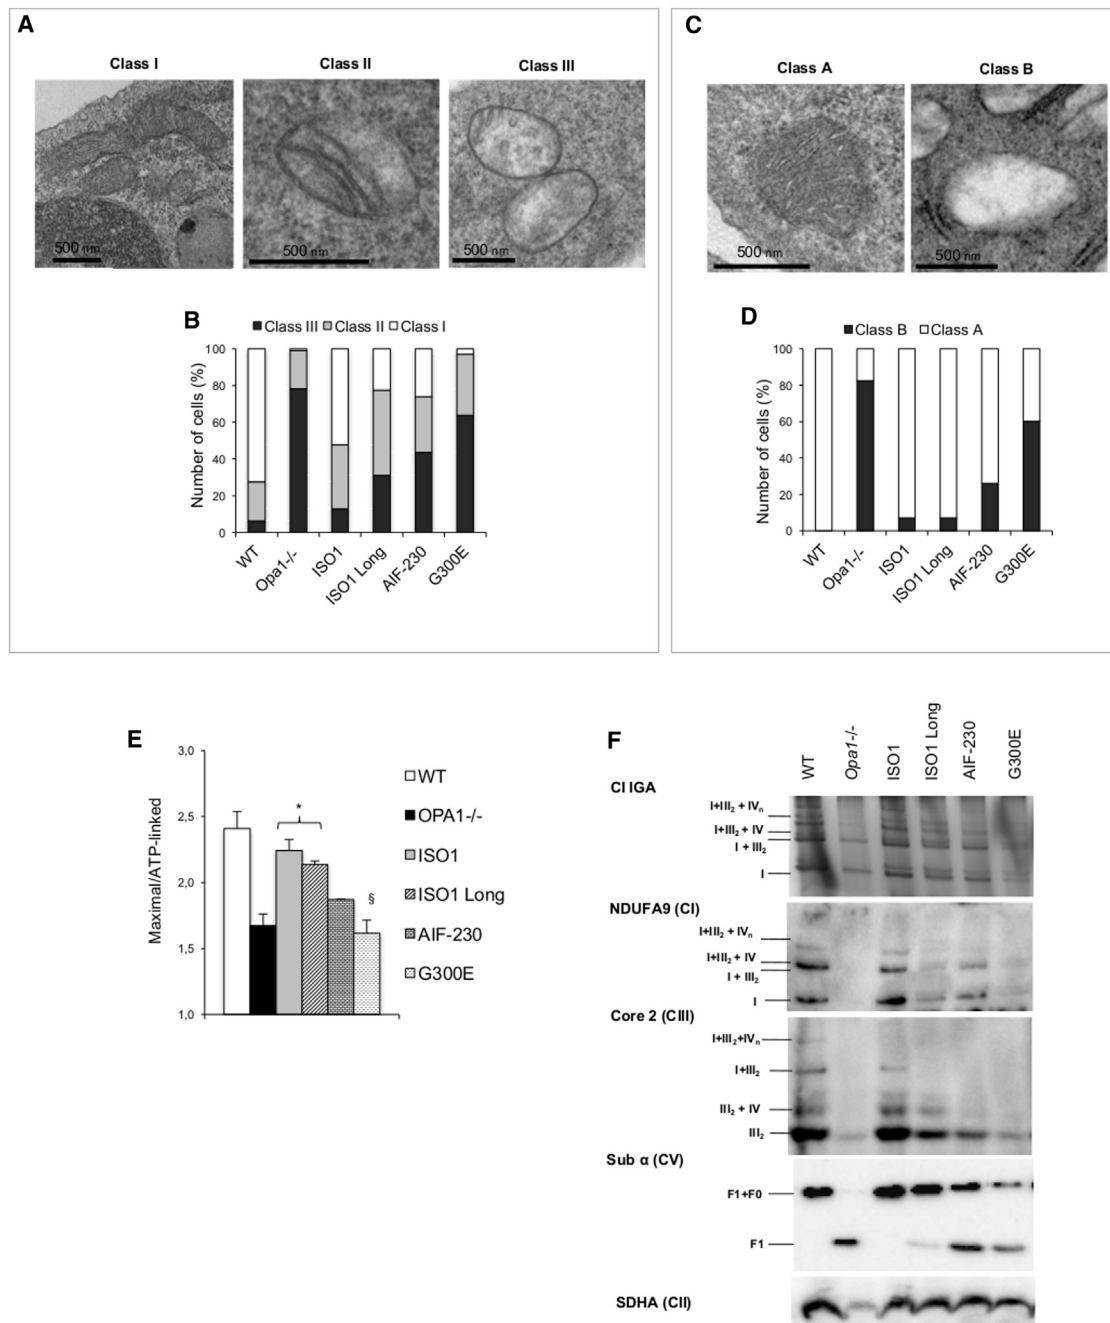 A
Class I
Class II
Class III
500 nm
500 nm
500 nm
B
Class III Class II Class I
Number of cells (%)
100
80
60
40
20
0
WT
Opa1-/-
ISO1
ISO1 Long
AIF-230
G300E
C
Class A
Class B
500 nm
500 nm
D
Class B Class A
Number of cells (%)
100
80
60
40
20
0
WT
Opa1-/-
ISO1
ISO1 Long
AIF-230
G300E
E
Maximal/ATP-linked
3,0
2,5
2,0
1,5
1,0
*
§
WT
OPA1-/-
ISO1
ISO1 Long
AIF-230
G300E
F
WT
Opa1-/-
ISO1
ISO1 Long
AIF-230
G300E
CI IGA
I+III₂ + IVₙ
I+III₂ + IV
I + III₂
I
NDUFA9 (CI)
I+III₂ + IVₙ
I+III₂ + IV
I + III₂
I
Core 2 (CIII)
I+III₂+IVₙ
I+III₂
III₂ + IV
III₂
Sub α (CV)
F1+F0
F1
SDHA (CII)